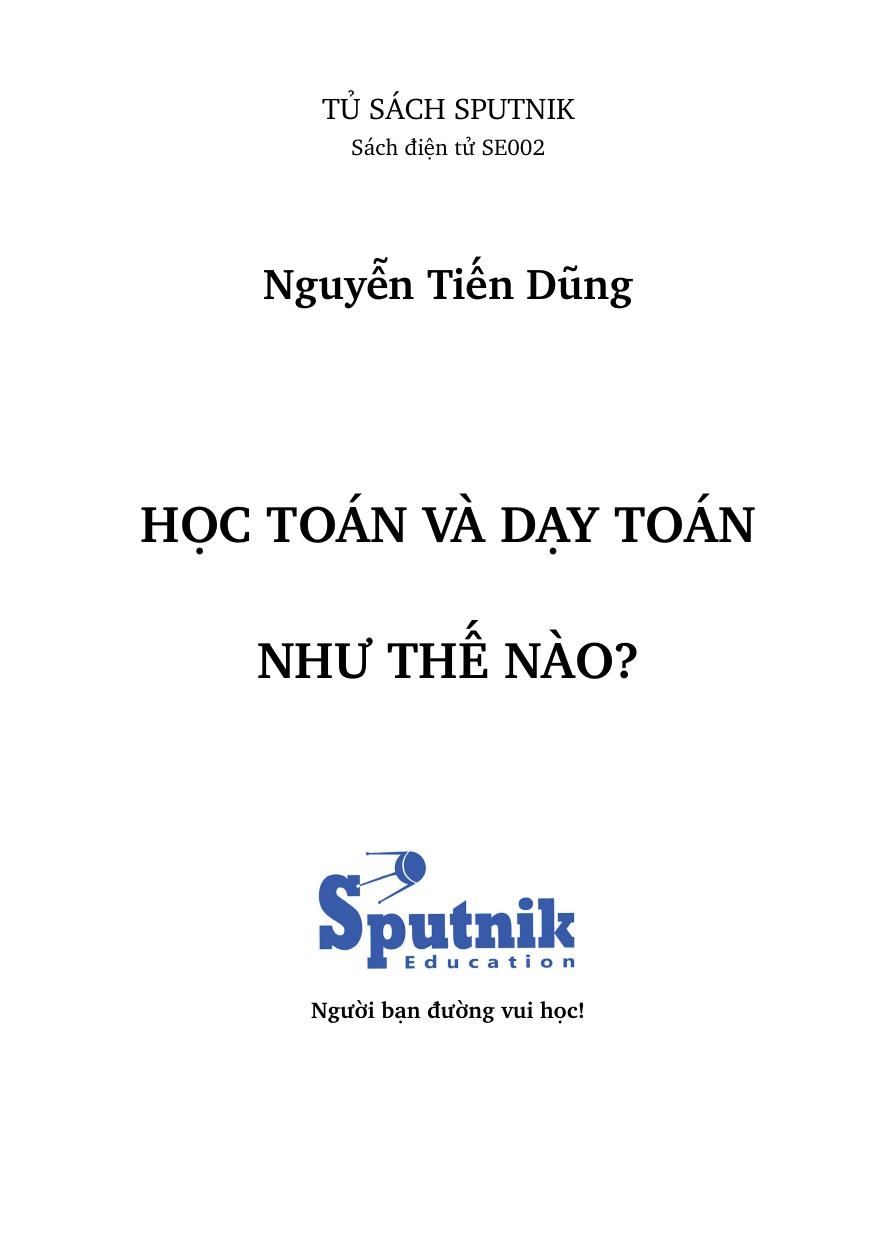 TỦ SÁCH SPUTNIK
Sách điện tử SE002
Nguyễn Tiến Dũng
HỌC TOÁN VÀ DẠY TOÁN
NHƯ THẾ NÀO?
Sputnik
Education
Người bạn đường vui học!